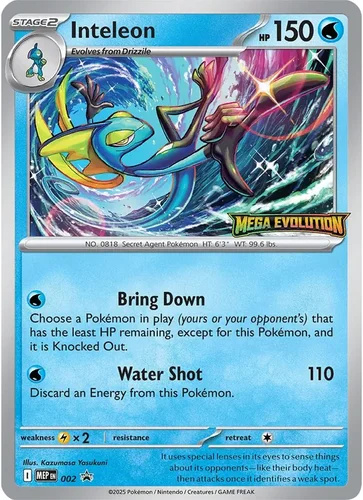 STAGE2
Inteleon
HP 150
Evolves from Drizzile
MEGA EVOLUTION
NO. 0818 Secret Agent Pokémon HT: 6'3" WT: 99.6 lbs.
Bring Down
Choose a Pokémon in play (yours or your opponent's) that
has the least HP remaining, except for this Pokémon, and
it is Knocked Out.
Water Shot 110
Discard an Energy from this Pokémon.
weakness × 2 resistance retreat
Illus. Kazumasa Yasukuni
I MEP EN 002
It uses special lenses in its eyes to sense things
about its opponents—like their body heat—
then attacks once it identifies a weak spot.
©2025 Pokémon / Nintendo / Creatures / GAME FREAK